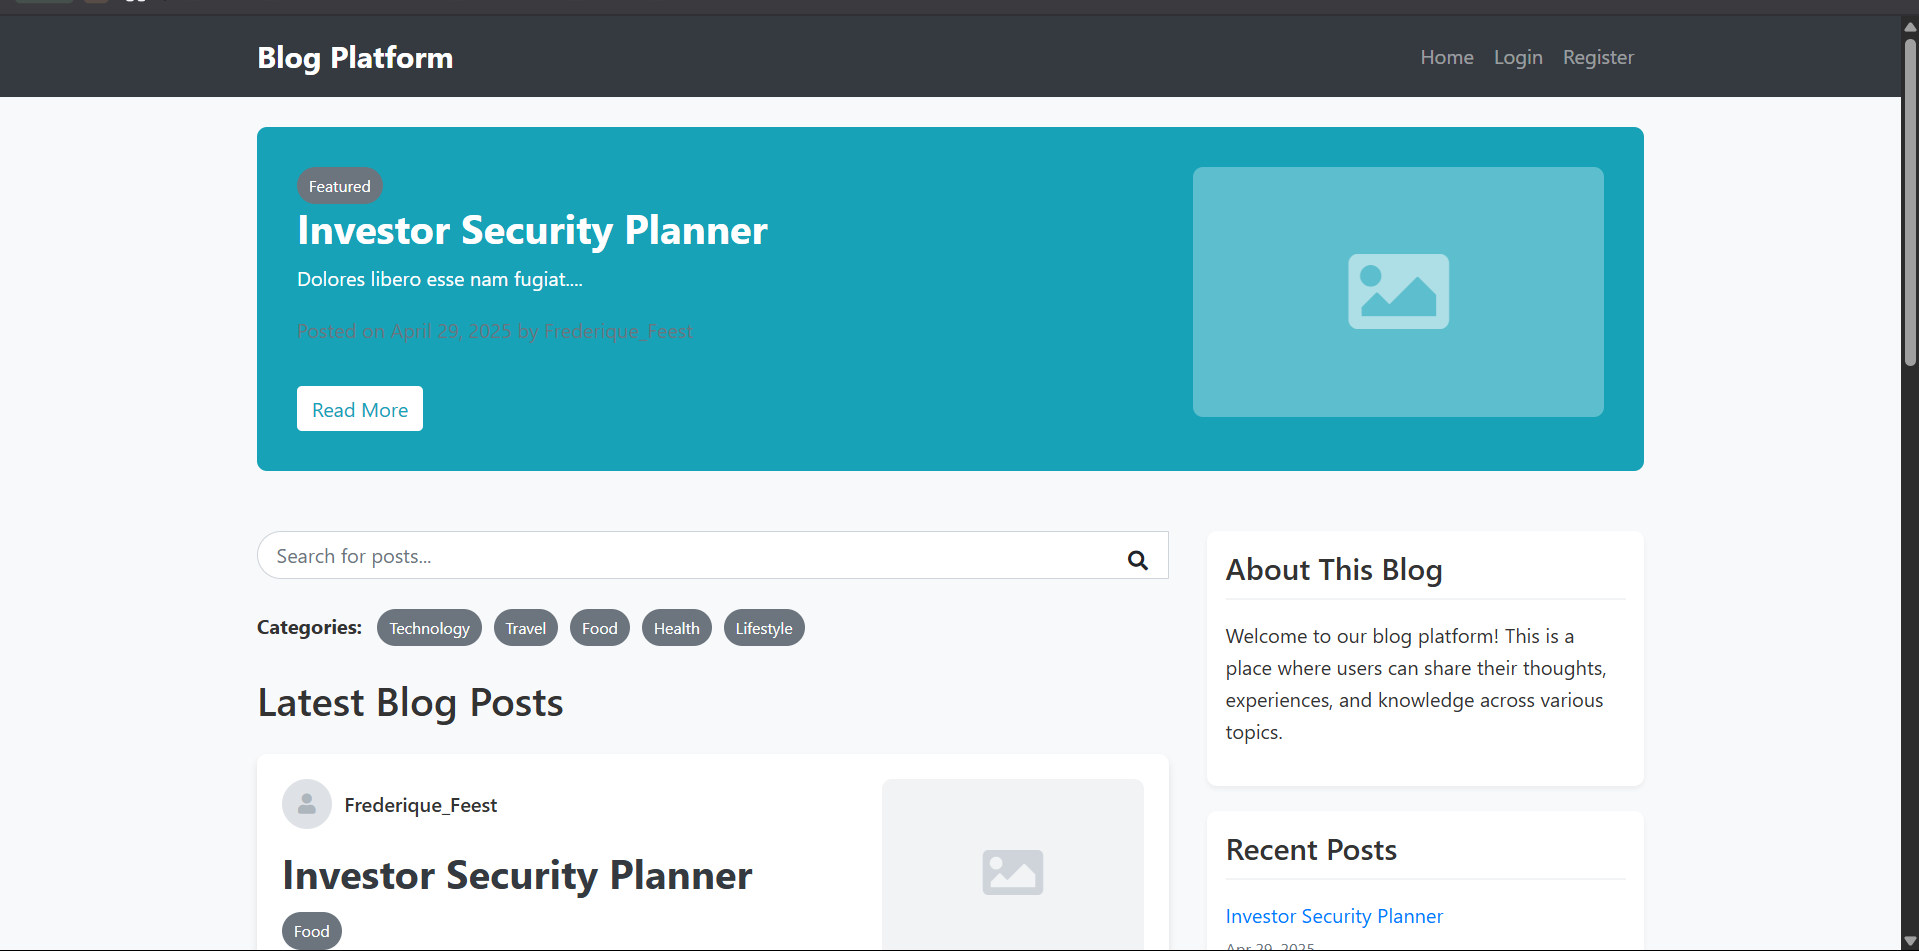 Blog Platform
Home
Login
Register
Featured
Investor Security Planner
Dolores libero esse nam fugiat....
Posted on April 29, 2025 by Frederique_Feest
Read More
Search for posts...
Categories:
Technology
Travel
Food
Health
Lifestyle
Latest Blog Posts
Frederique_Feest
Investor Security Planner
Food
About This Blog
Welcome to our blog platform! This is a
place where users can share their thoughts,
experiences, and knowledge across various
topics.
Recent Posts
Investor Security Planner
Apr 29, 2025